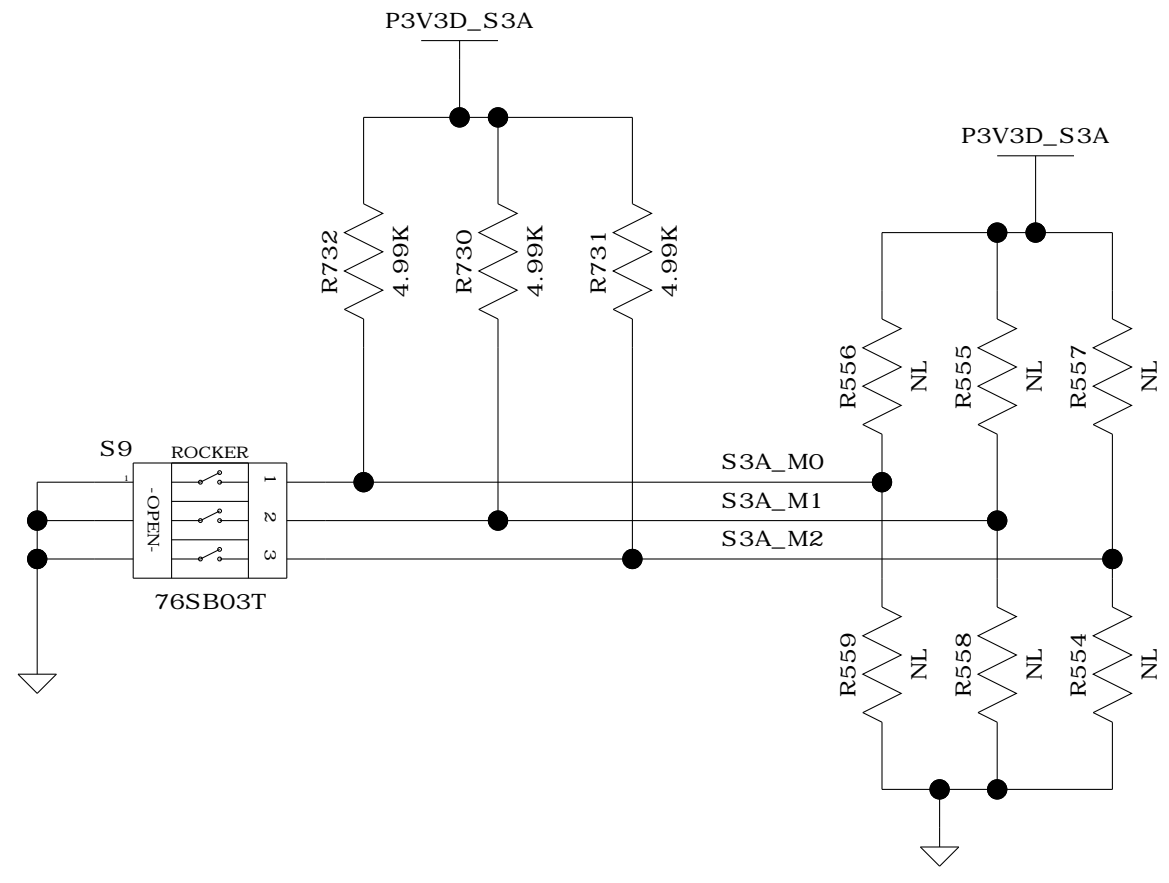 P3V3D_S3A
P3V3D_S3A
R732
4.99K
R730
4.99K
R731
4.99K
R556
NL
R555
NL
R557
NL
S9
ROCKER
1
-OPEN-
1
2
3
76SB03T
S3A_M0
S3A_M1
S3A_M2
R559
NL
R558
NL
R554
NL